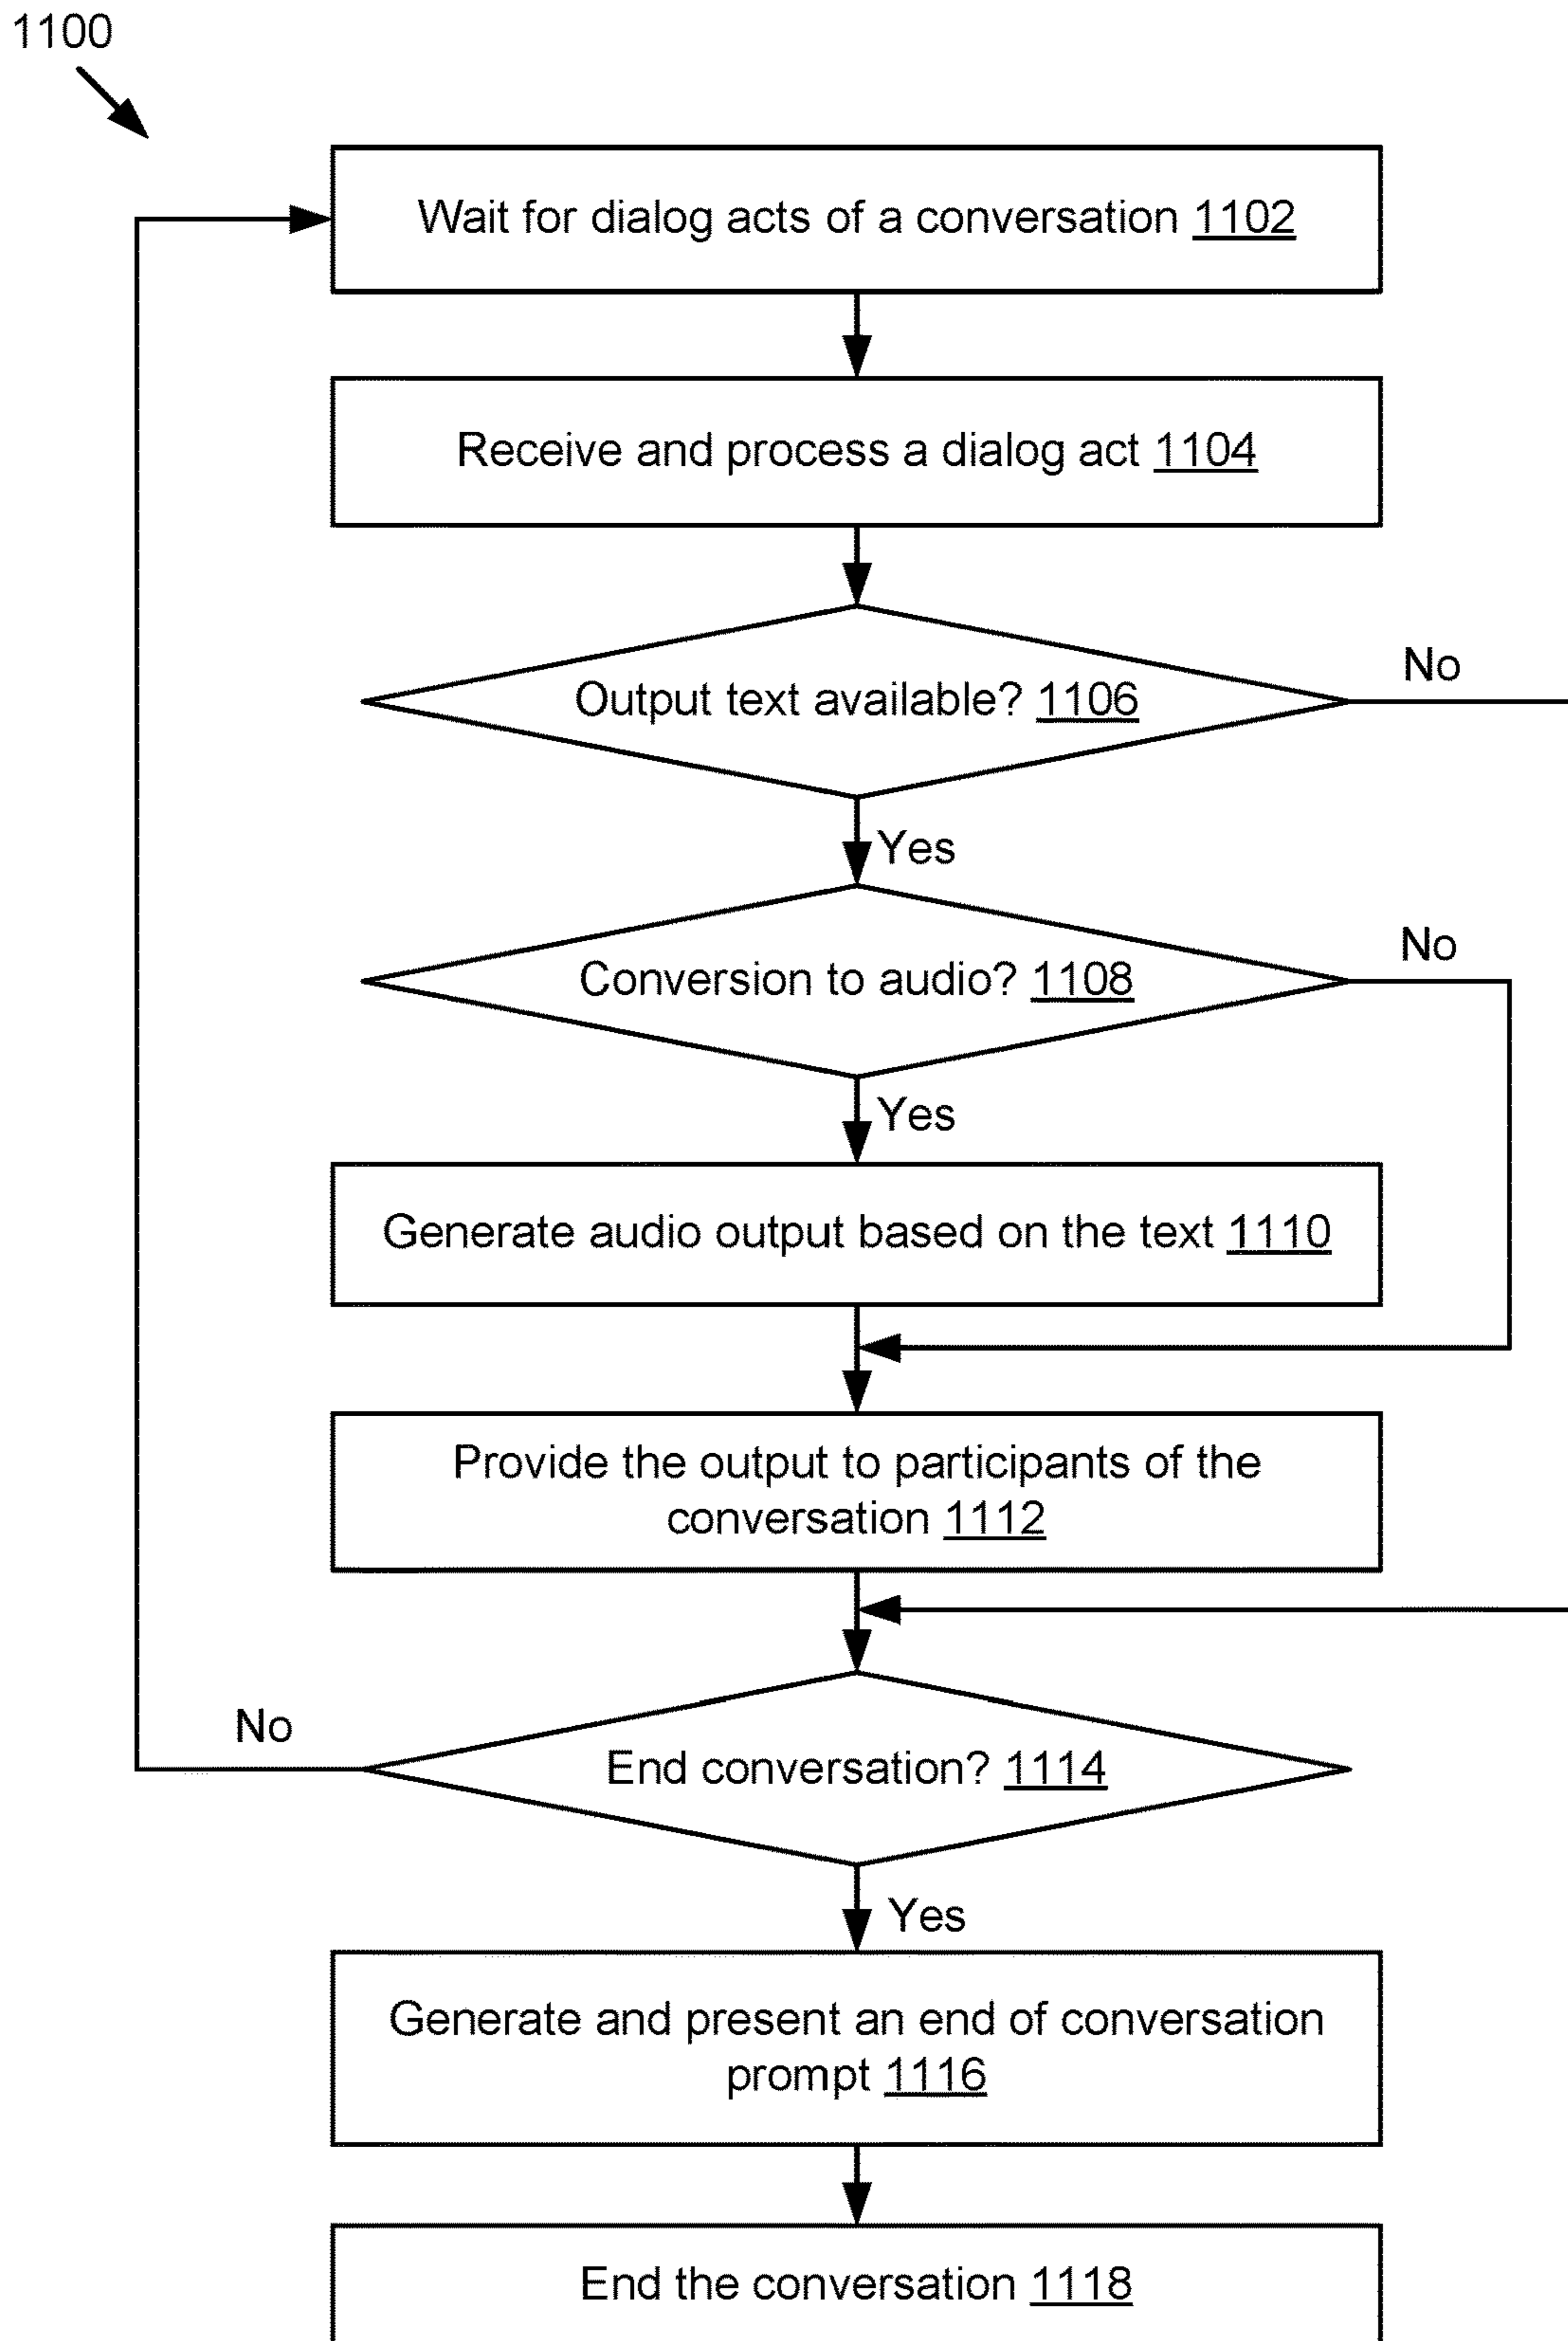 1100
Wait for dialog acts of a conversation 1102
Receive and process a dialog act 1104
Output text available? 1106
No
Yes
Conversion to audio? 1108
No
Yes
Generate audio output based on the text 1110
Provide the output to participants of the
conversation 1112
No
End conversation? 1114
Yes
Generate and present an end of conversation
prompt 1116
End the conversation 1118